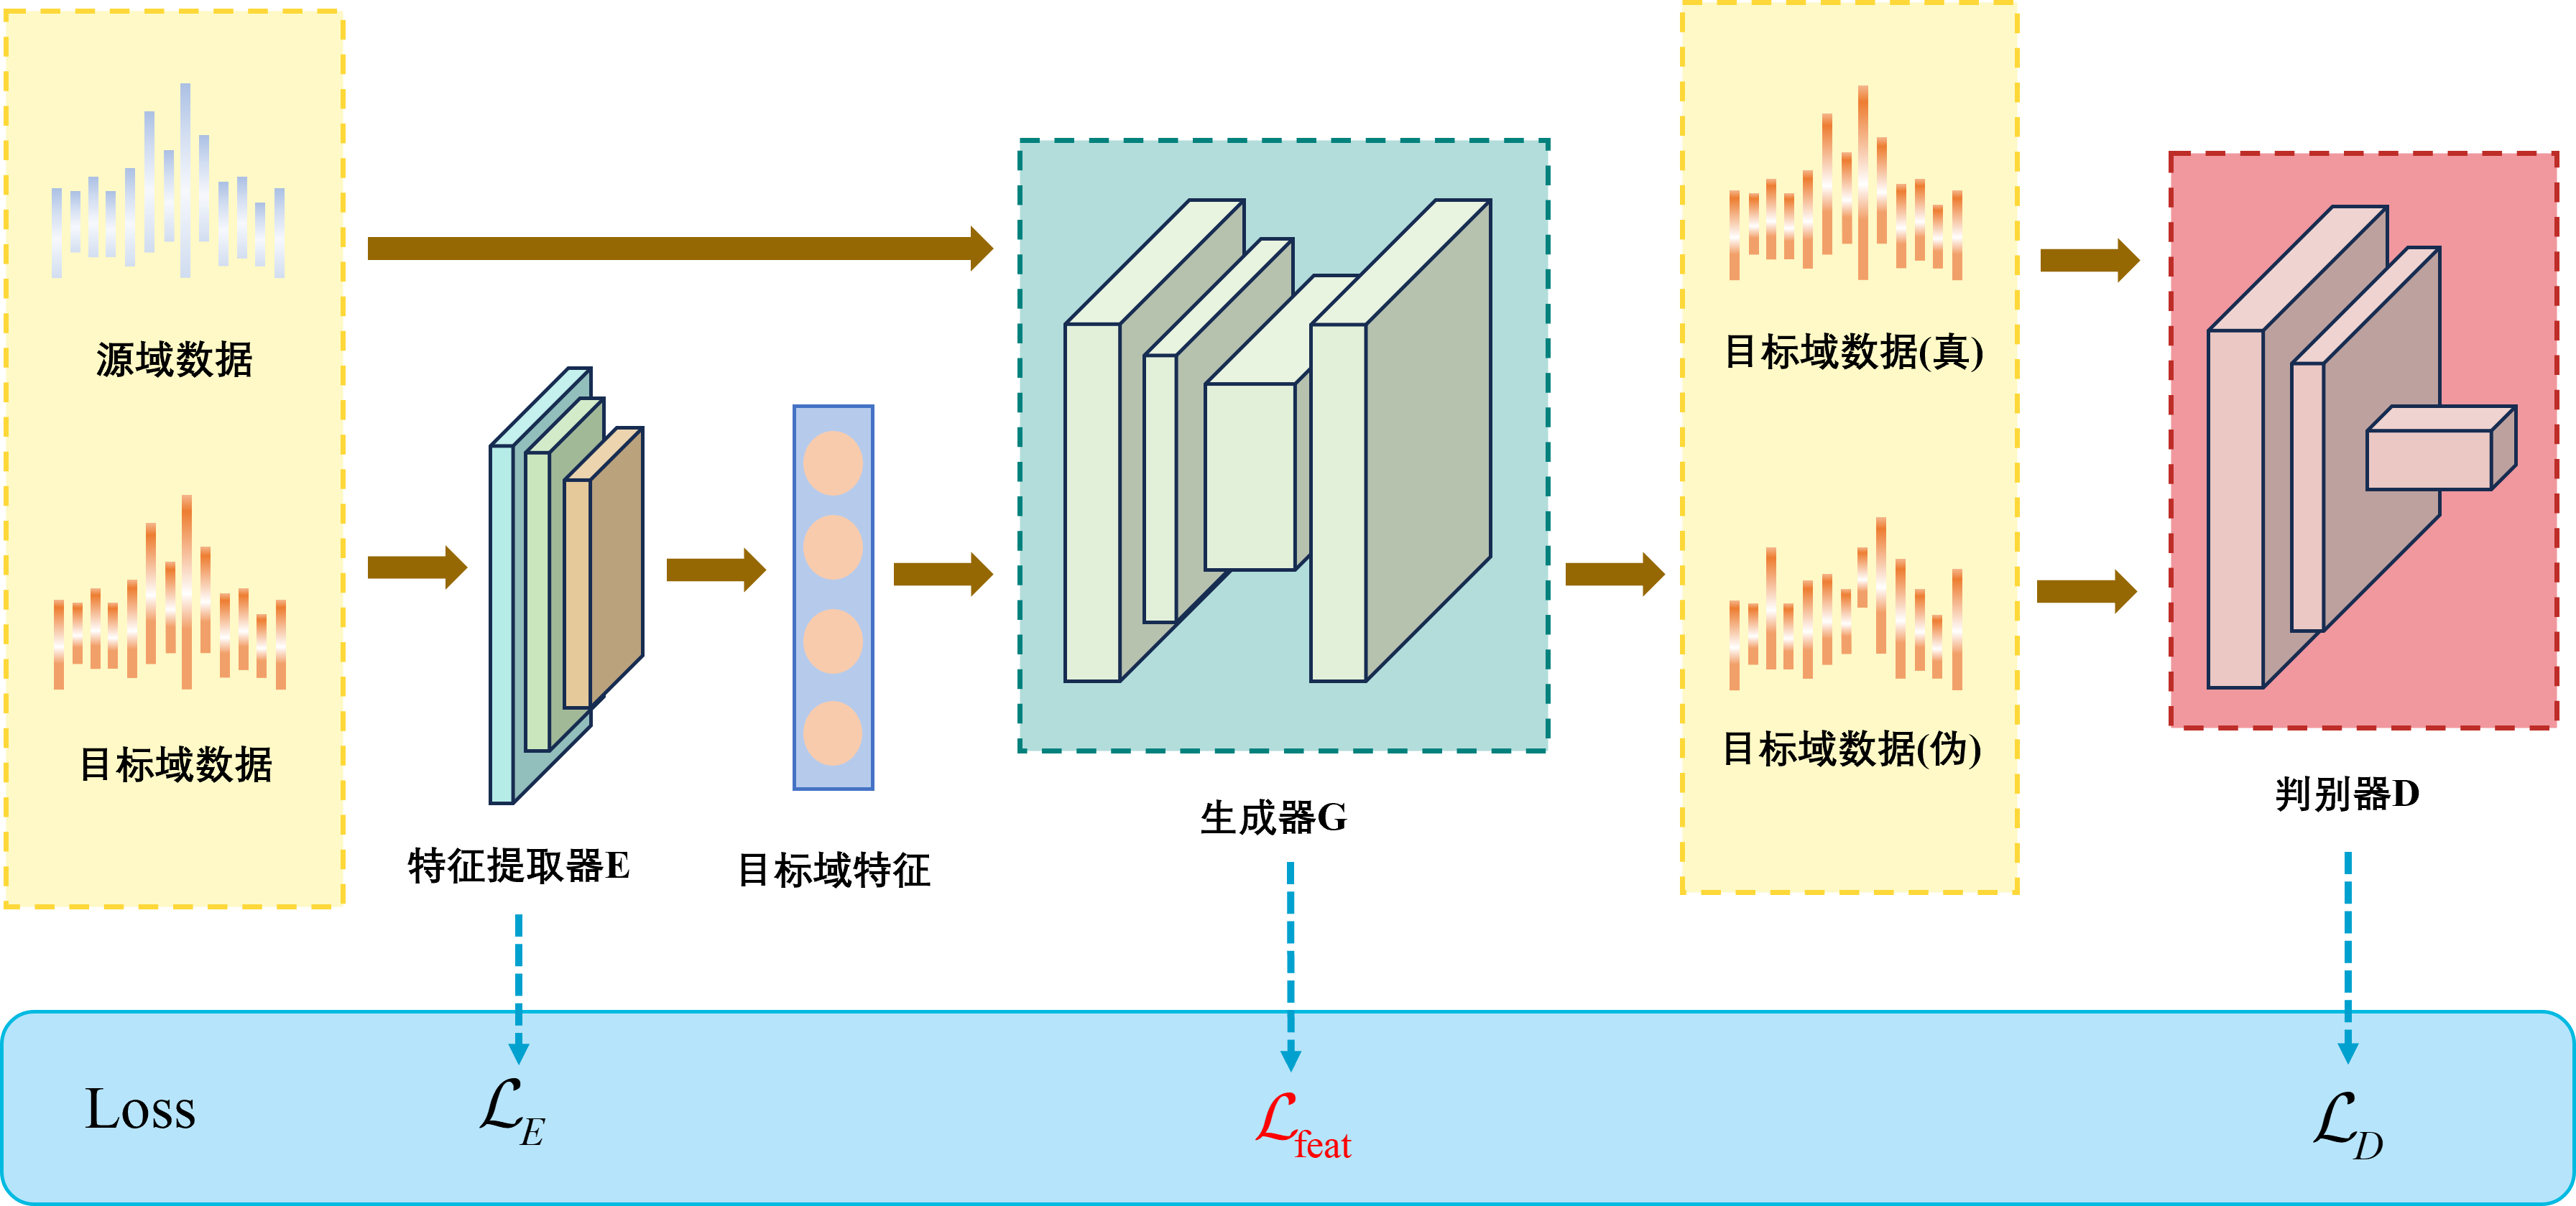 源域数据
目标域数据
特征提取器E
目标域特征
生成器G
目标域数据(真)
目标域数据(伪)
判别器D
Loss
ℒE
ℒfeat
ℒD